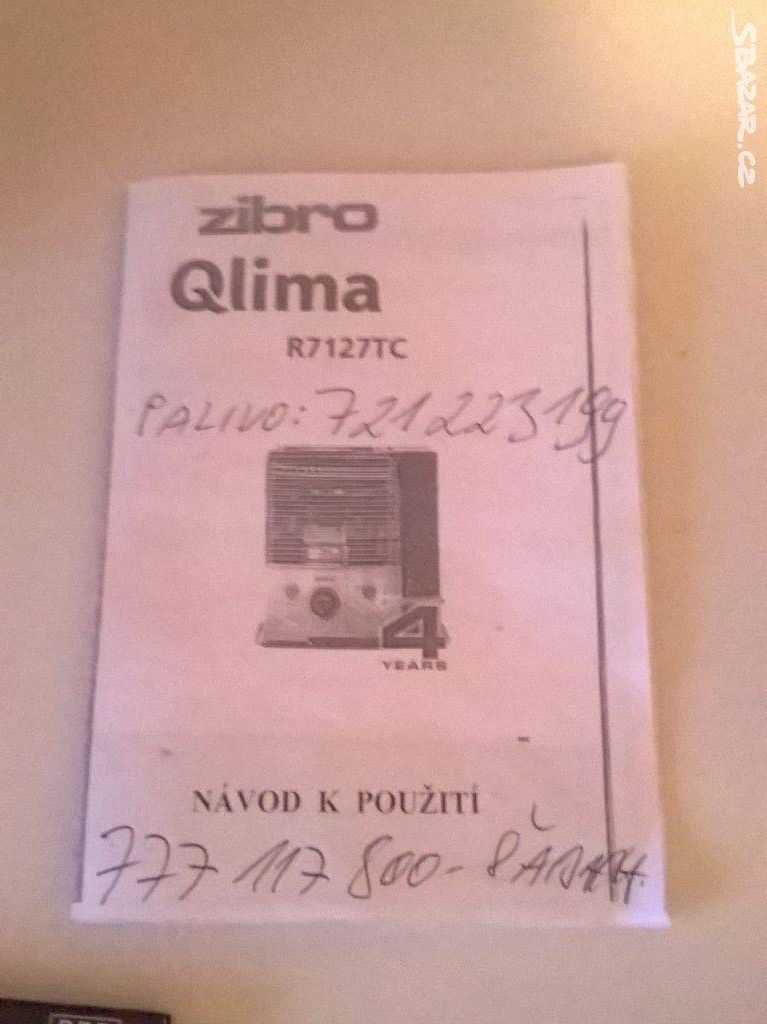 zibro
Qlima
R7127TC
PALIVO: 721223199
4
YEARS
NÁVOD K POUŽITÍ
777 117 800-
SBAZAR.CZ